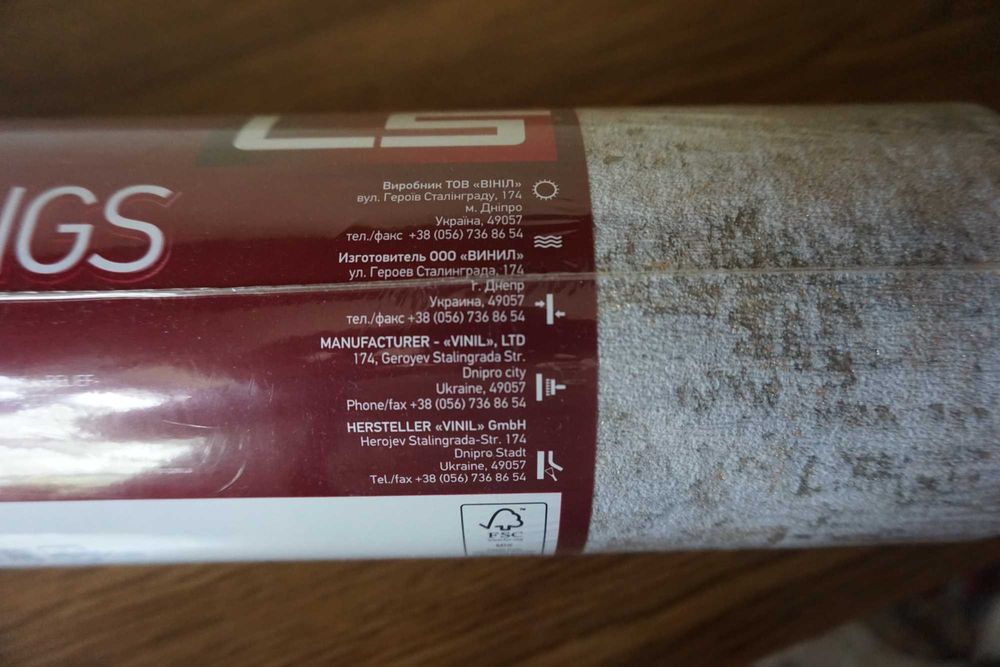 LS
IGS
RELIEF
Виробник ТОВ «ВІНІЛ»
вул. Героїв Сталінграду, 174
м. Дніпро
Україна, 49057
тел./факс +38 (056) 736 86 54
Изготовитель ООО «ВИНИЛ»
ул. Героев Сталинграда, 174
г. Днепр
Украина, 49057
тел./факс +38 (056) 736 86 54
MANUFACTURER - «VINIL», LTD
174, Geroyev Stalingrada Str.
Dnipro city
Ukraine, 49057
Phone/fax +38 (056) 736 86 54
HERSTELLER «VINIL» GmbH
Herojev Stalingrada-Str. 174
Dnipro Stadt
Ukraine, 49057
Tel./fax +38 (056) 736 86 54
FSC